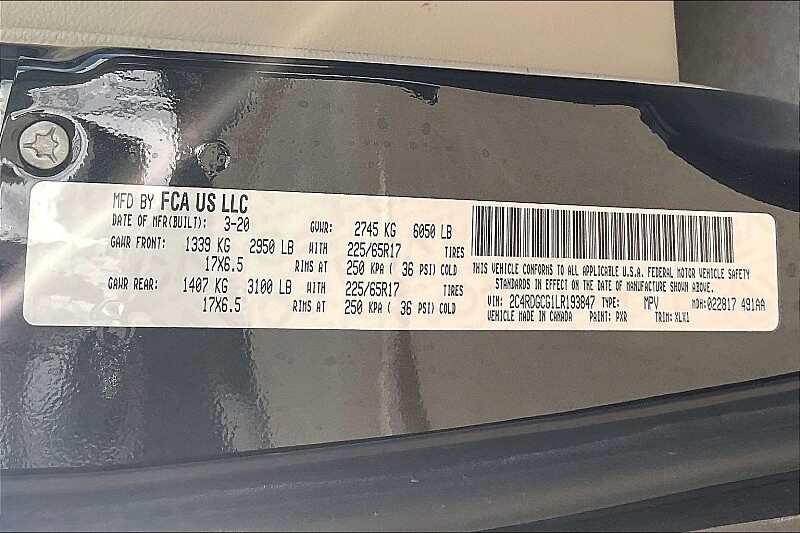 MFD BY FCA US LLC
DATE OF MFR(BUILT): 3-20 GVWR: 2745 KG 6050 LB
GAWR FRONT: 1339 KG 2950 LB WITH 225/65R17 TIRES
17X6.5 RIMS AT 250 KPA ( 36 PSI) COLD
GAWR REAR: 1407 KG 3100 LB WITH 225/65R17 TIRES
17X6.5 RIMS AT 250 KPA ( 36 PSI) COLD
THIS VEHICLE CONFORMS TO ALL APPLICABLE U.S.A. FEDERAL MOTOR VEHICLE SAFETY
STANDARDS IN EFFECT ON THE DATE OF MANUFACTURE SHOWN ABOVE.
VIN: 2C4RDGCG1LR193847 TYPE: MPV MDH: 022817 491AA
VEHICLE MADE IN CANADA PAINT: PXR TRIM: XLX1